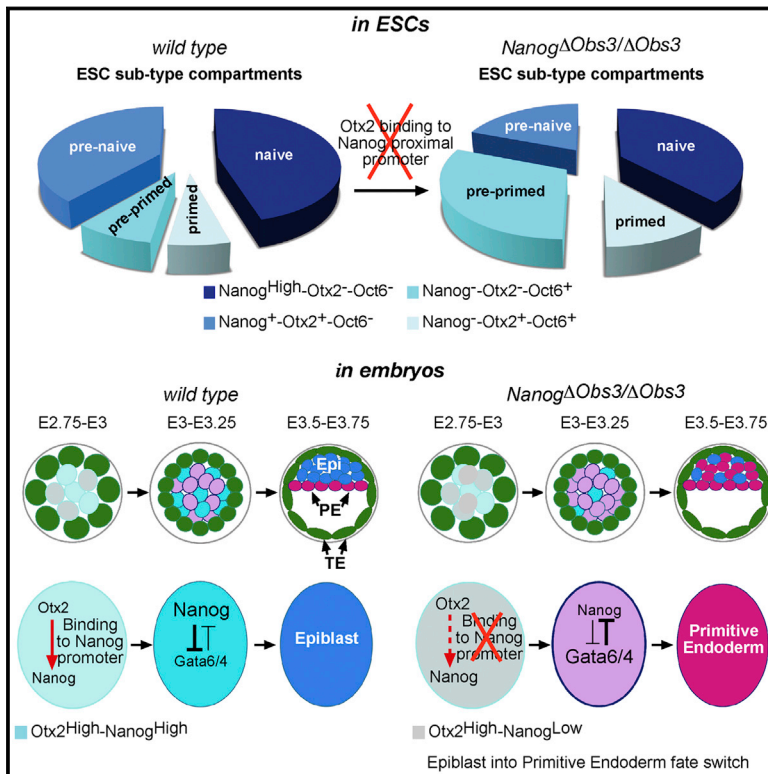 in ESCs
wild type
ESC sub-type compartments
NanogΔObs3/ΔObs3
ESC sub-type compartments
pre-naive
naive
pre-primed
primed
Otx2 binding to
Nanog proximal
promoter
pre-naive
naive
pre-primed
primed
NanogHigh-Otx2--Oct6-
Nanog--Otx2--Oct6+
Nanog+-Otx2+-Oct6-
Nanog--Otx2+-Oct6+
in embryos
wild type
NanogΔObs3/ΔObs3
E2.75-E3
E3-E3.25
E3.5-E3.75
E2.75-E3
E3-E3.25
E3.5-E3.75
Epi
PE
TE
Otx2
Binding
to Nanog
promoter
Nanog
Nanog
Gata6/4
Epiblast
Otx2
Binding
to Nanog
promoter
Nanog
Nanog
Gata6/4
Primitive
Endoderm
Otx2High-NanogHigh
Otx2High-NanogLow
Epiblast into Primitive Endoderm fate switch